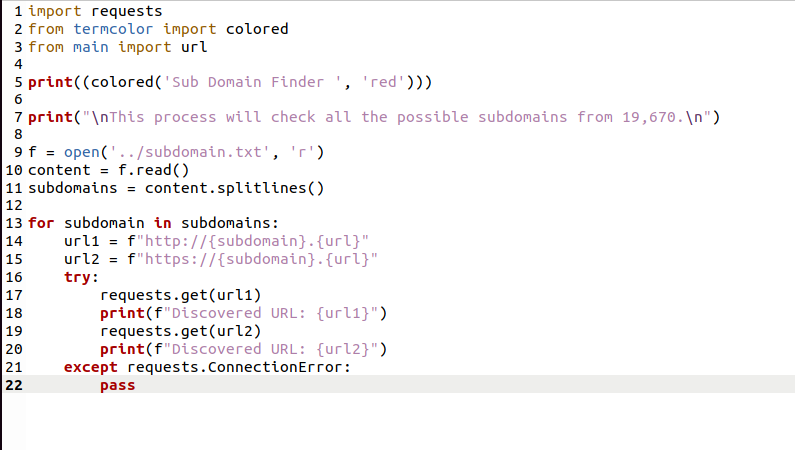 1 import requests
2 from termcolor import colored
3 from main import url
4
5 print((colored('Sub Domain Finder ', 'red')))
6
7 print("\nThis process will check all the possible subdomains from 19,670.\n")
8
9 f = open('../subdomain.txt', 'r')
10 content = f.read()
11 subdomains = content.splitlines()
12
13 for subdomain in subdomains:
14     url1 = f"http://{subdomain}.{url}"
15     url2 = f"https://{subdomain}.{url}"
16     try:
17         requests.get(url1)
18         print(f"Discovered URL: {url1}")
19         requests.get(url2)
20         print(f"Discovered URL: {url2}")
21     except requests.ConnectionError:
22         pass